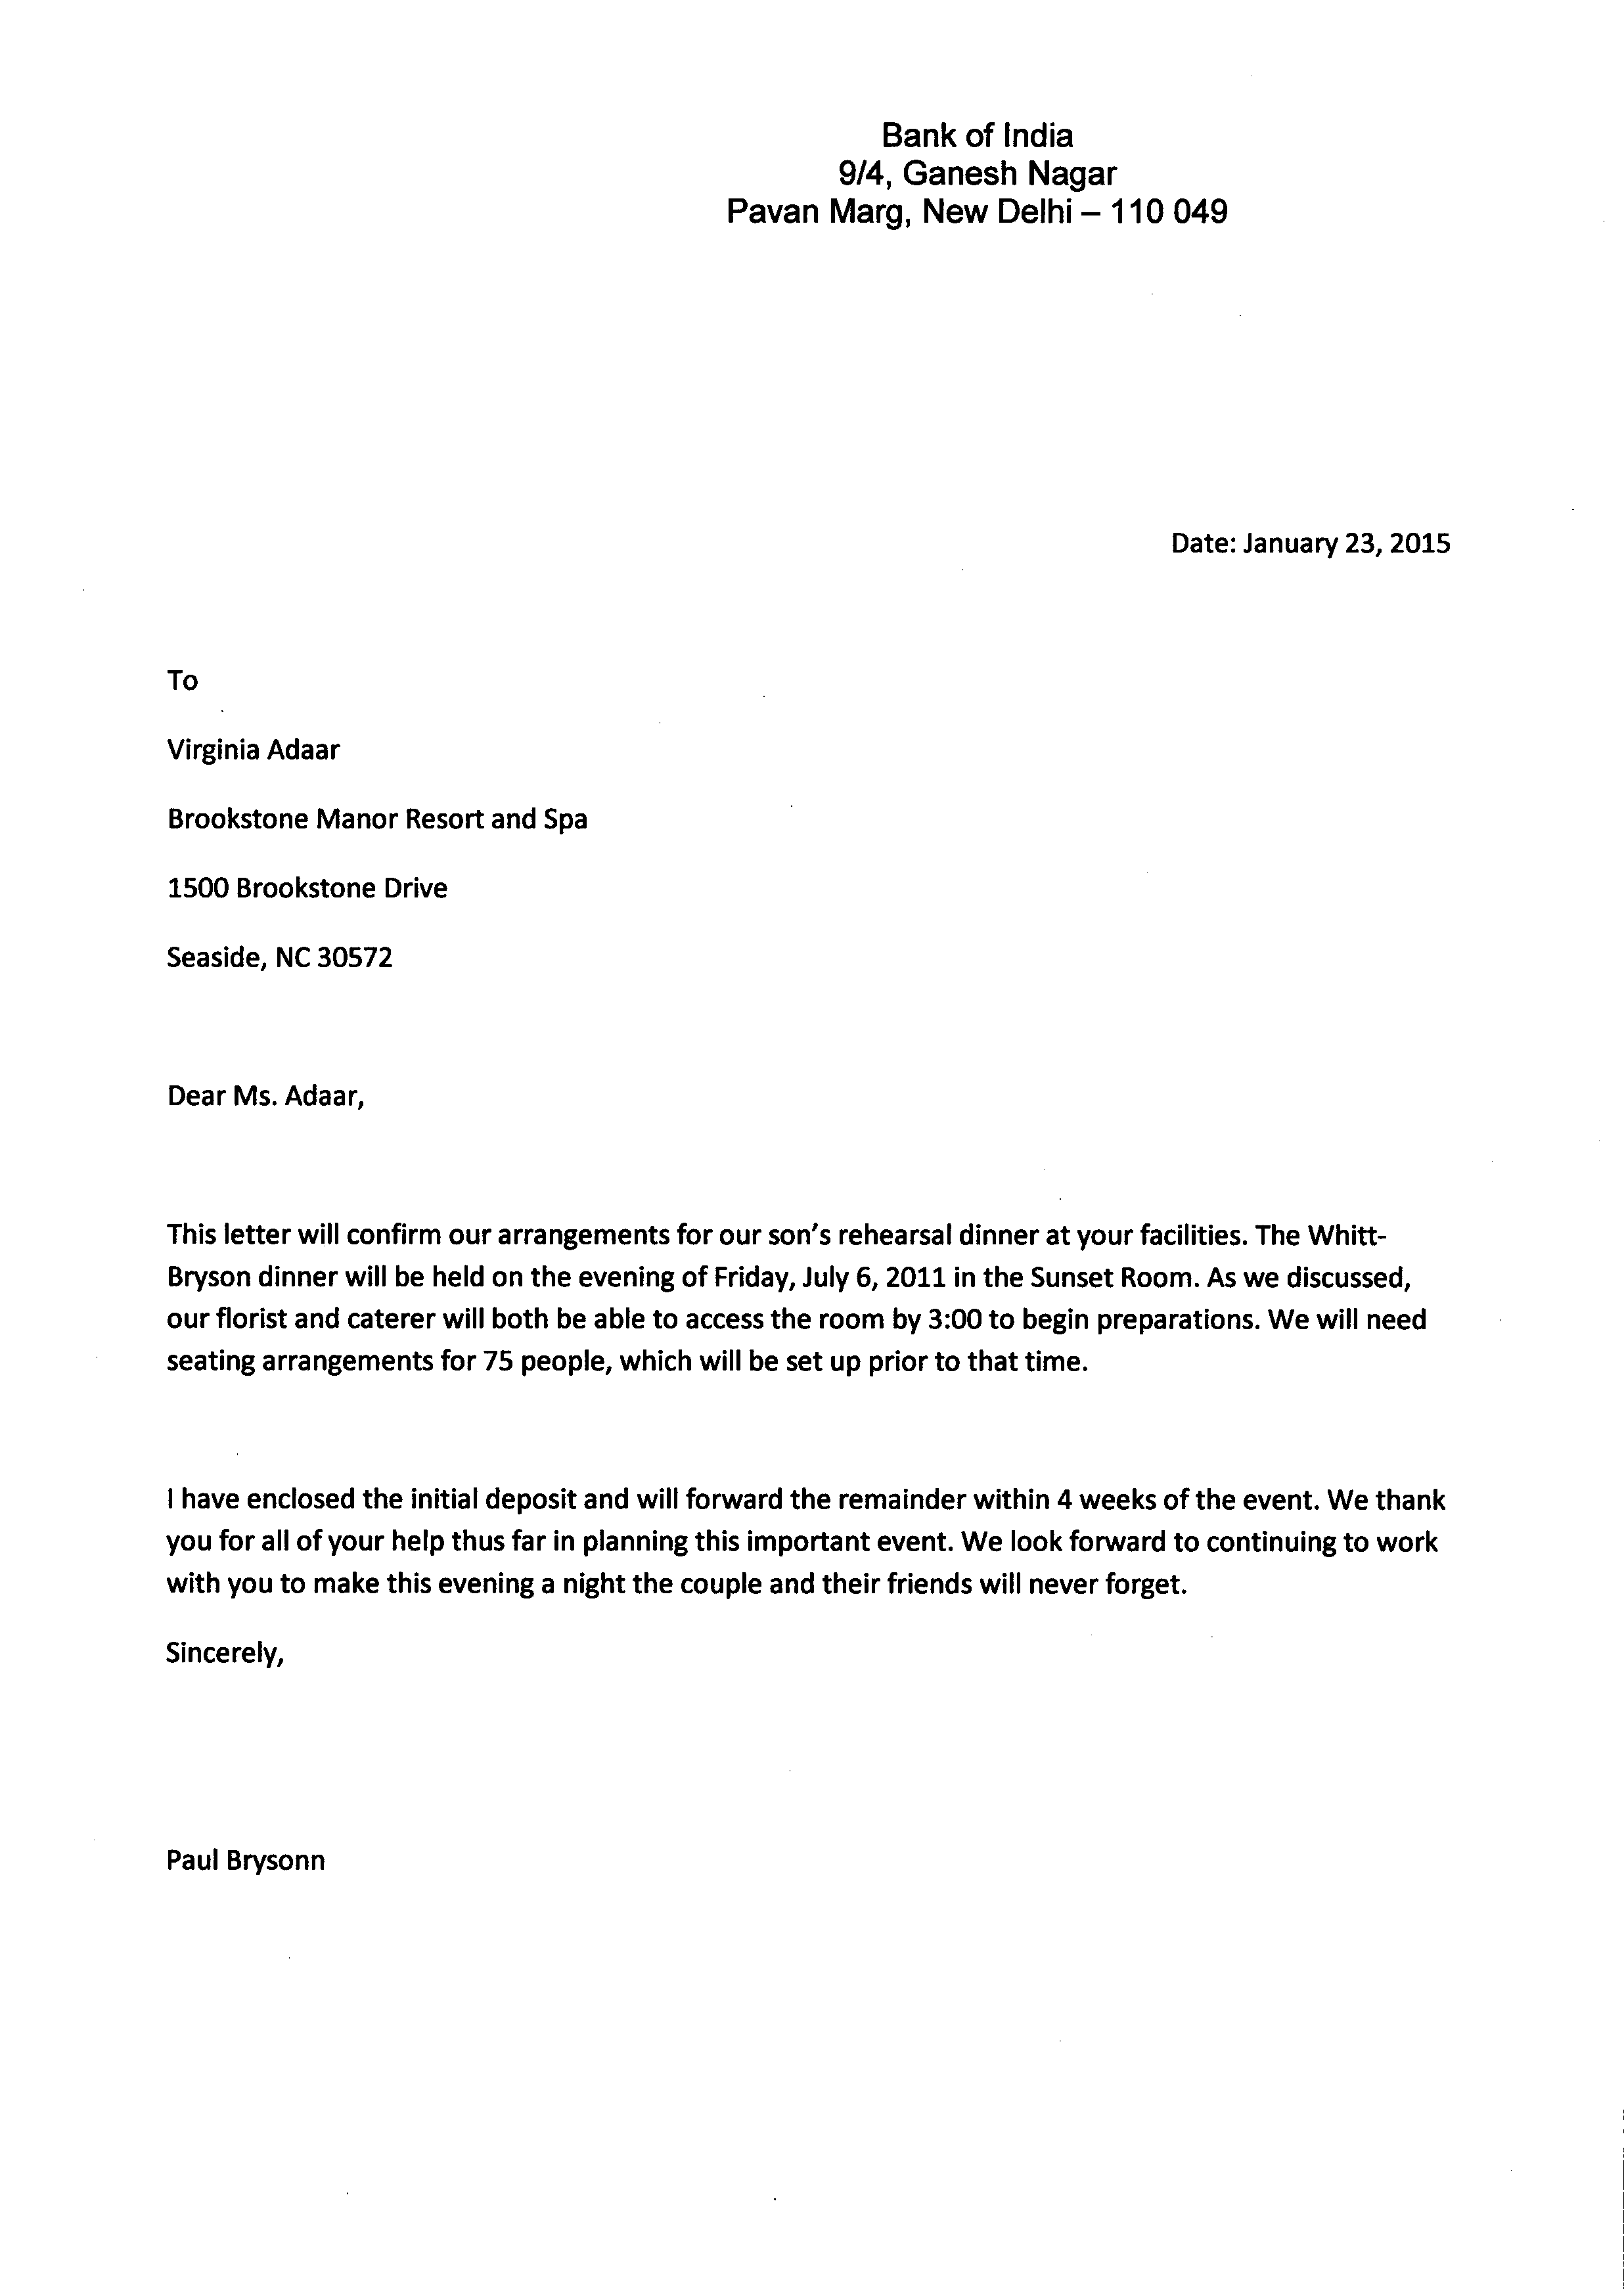 Bank of India
9/4, Ganesh Nagar
Pavan Marg, New Delhi – 110 049
Date: January 23, 2015
To
Virginia Adaar
Brookstone Manor Resort and Spa
1500 Brookstone Drive
Seaside, NC 30572
Dear Ms. Adaar,
This letter will confirm our arrangements for our son's rehearsal dinner at your facilities. The Whitt-
Bryson dinner will be held on the evening of Friday, July 6, 2011 in the Sunset Room. As we discussed,
our florist and caterer will both be able to access the room by 3:00 to begin preparations. We will need
seating arrangements for 75 people, which will be set up prior to that time.
I have enclosed the initial deposit and will forward the remainder within 4 weeks of the event. We thank
you for all of your help thus far in planning this important event. We look forward to continuing to work
with you to make this evening a night the couple and their friends will never forget.
Sincerely,
Paul Brysonn